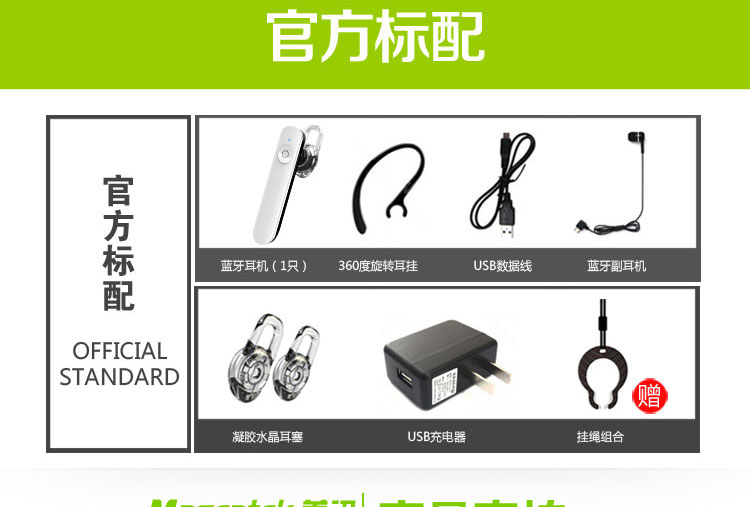 官方标配
官方标配
OFFICIAL
STANDARD
蓝牙耳机（1只）
360度旋转耳挂
USB数据线
蓝牙副耳机
凝胶水晶耳塞
USB充电器
挂绳组合
赠